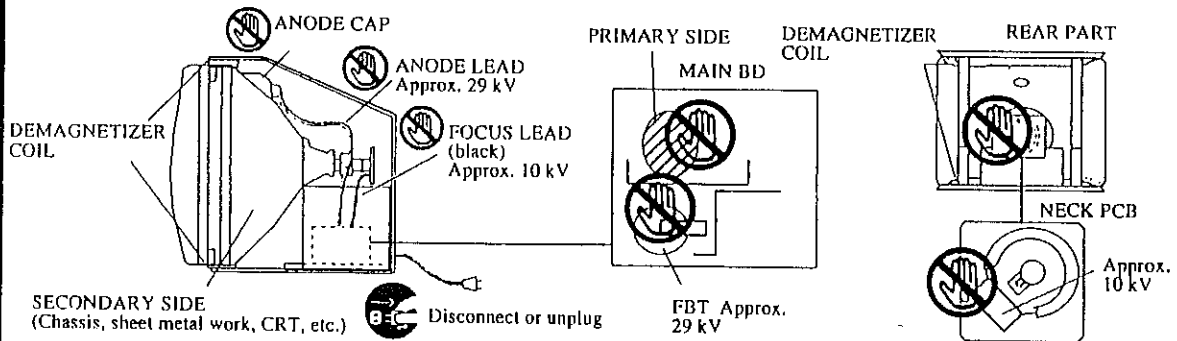 ANODE CAP
ANODE LEAD
Approx. 29 kV
FOCUS LEAD
(black)
Approx. 10 kV
DEMAGNETIZER
COIL
SECONDARY SIDE
(Chassis, sheet metal work, CRT, etc.)
Disconnect or unplug
PRIMARY SIDE
MAIN BD
FBT Approx.
29 kV
DEMAGNETIZER
COIL
REAR PART
NECK PCB
Approx.
10 kV